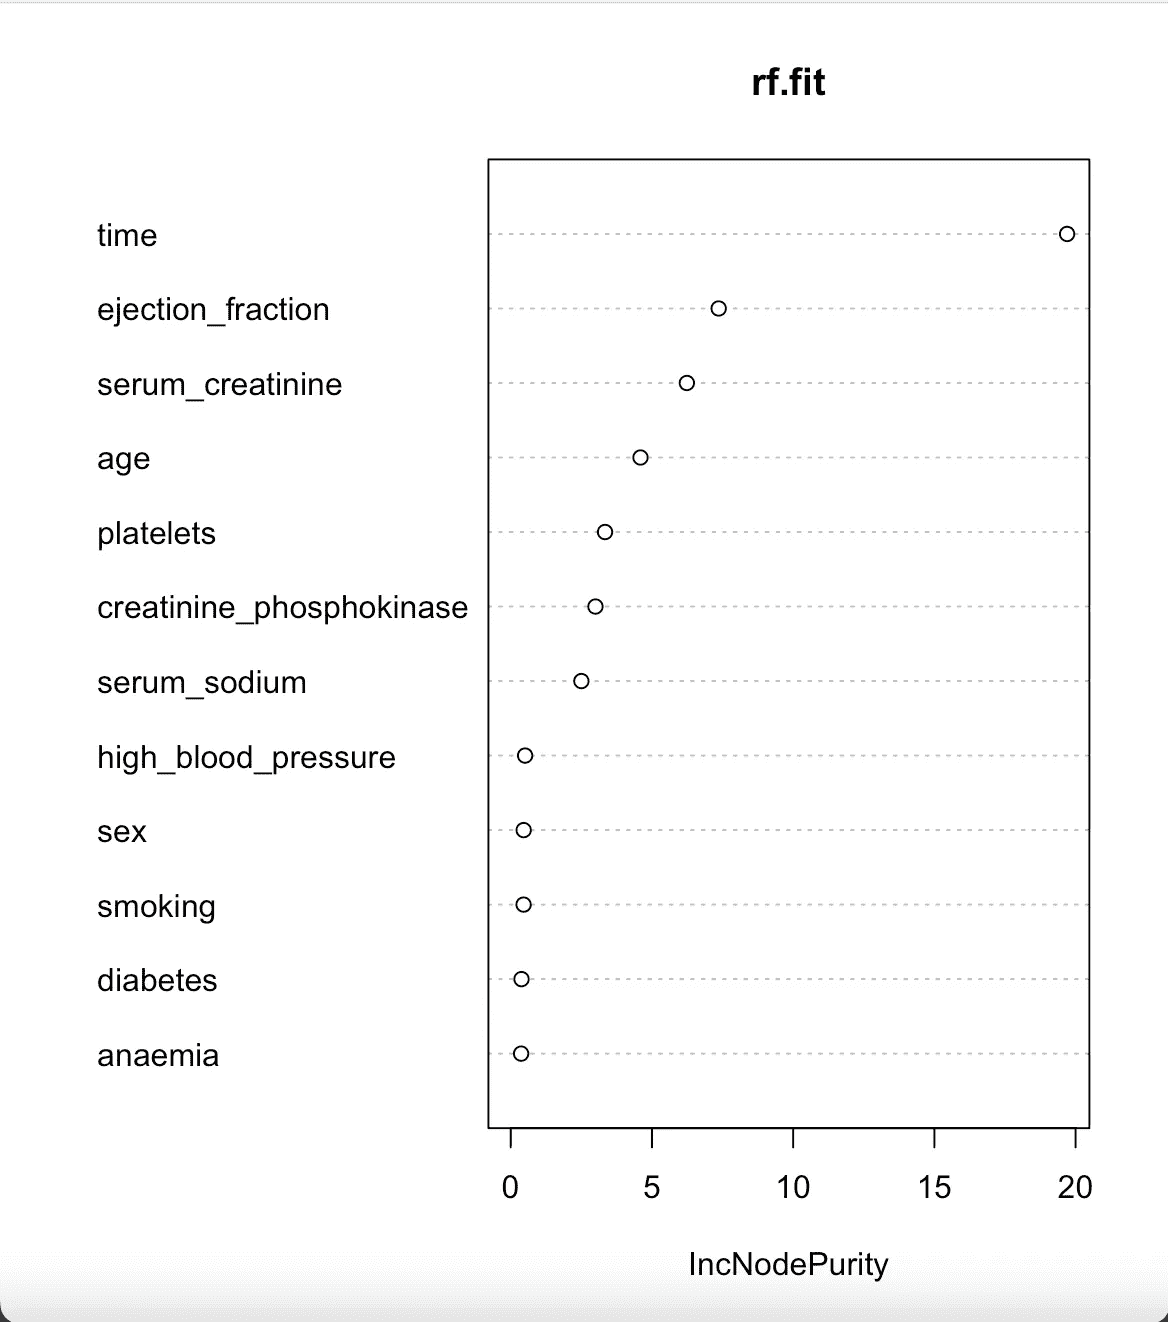 rf.fit
time
ejection_fraction
serum_creatinine
age
platelets
creatinine_phosphokinase
serum_sodium
high_blood_pressure
sex
smoking
diabetes
anaemia
0 5 10 15 20
IncNodePurity